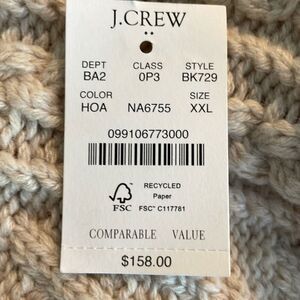 J.CREW
DEPT CLASS STYLE
BA2 0P3 BK729
COLOR SIZE
HOA NA6755 XXL
099106773000
RECYCLED
Paper
FSC™ C117781
FSC
COMPARABLE VALUE
$158.00